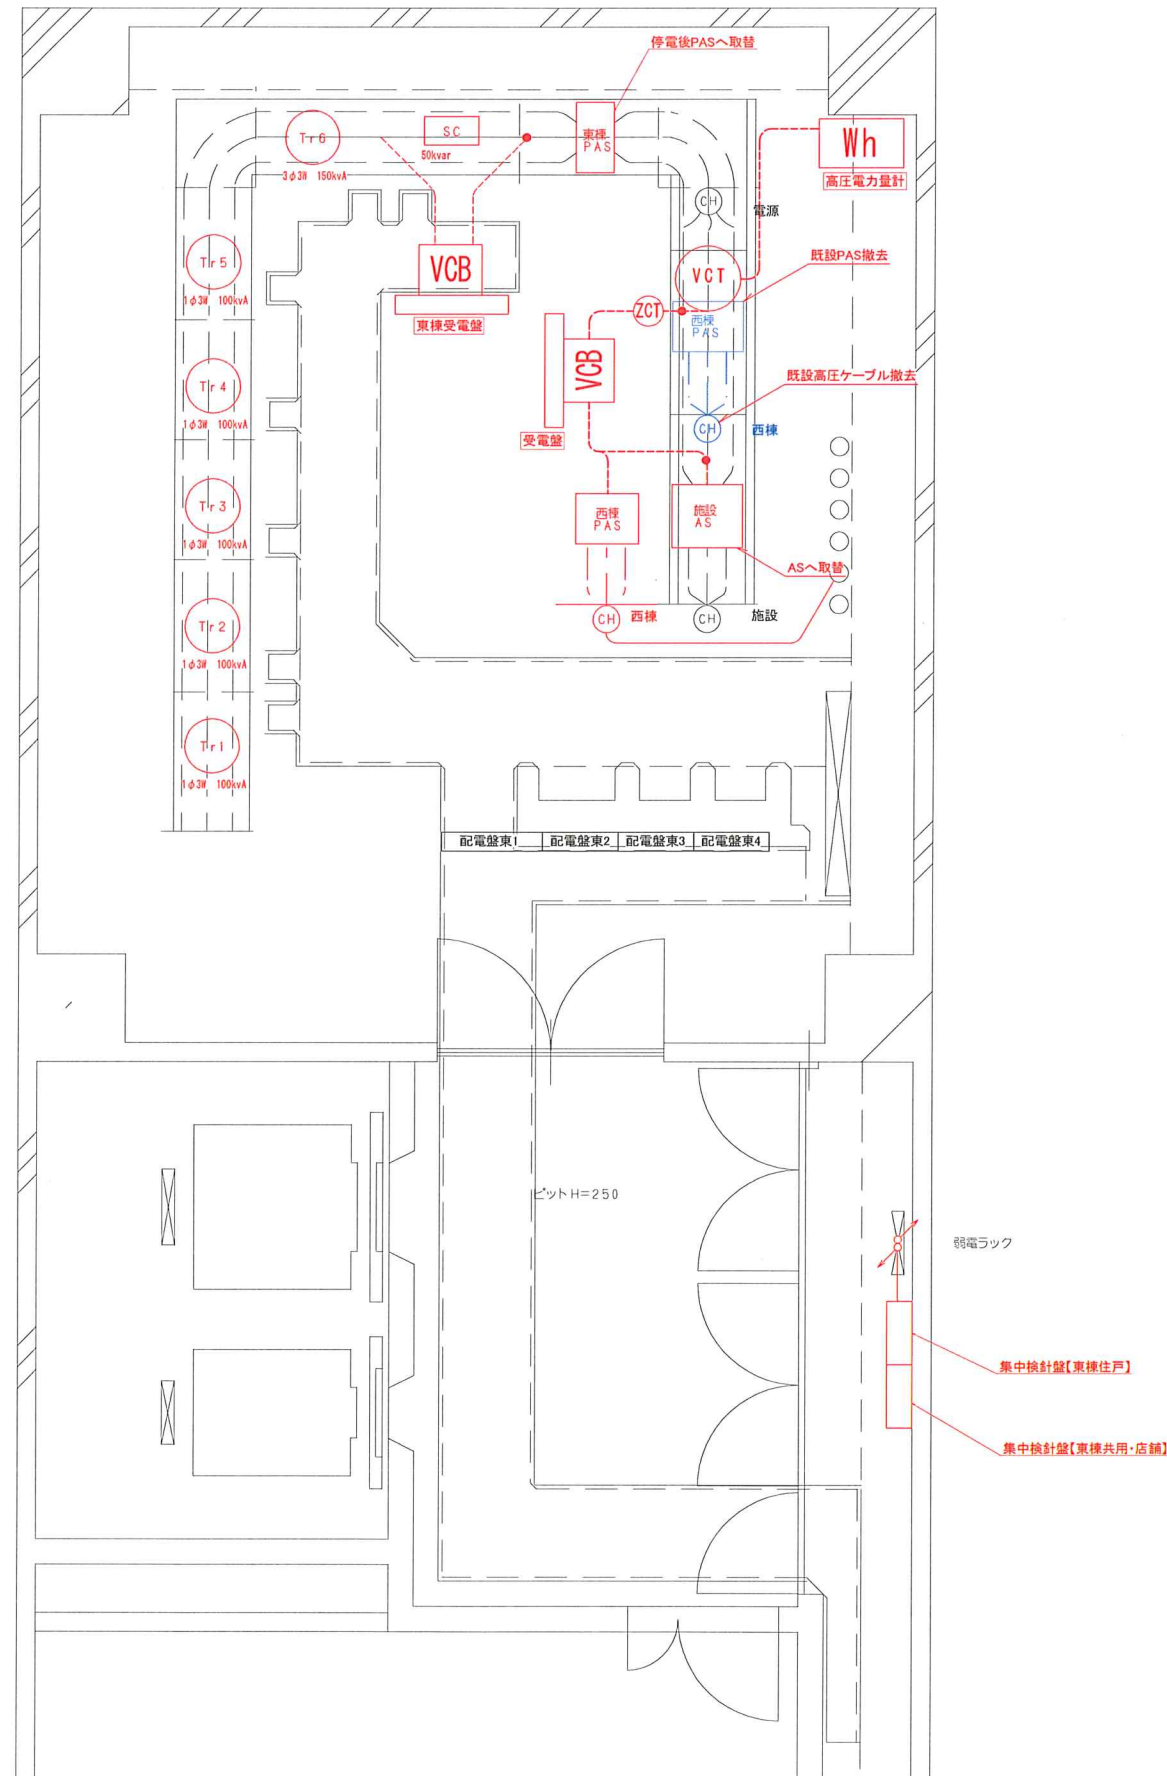 停電後PASへ取替
Tr6
SC
50kvar
3φ3W 150kvA
東棟
PAS
Wh
高圧電力量計
CH
電源
Tr5
1φ3W 100kvA
VCB
東棟受電盤
VCT
既設PAS撤去
ZCT
西棟
PAS
VCB
受電盤
既設高圧ケーブル撤去
CH
西棟
Tr4
1φ3W 100kvA
Tr3
1φ3W 100kvA
西棟
PAS
施設
AS
ASへ取替
CH
西棟
CH
施設
Tr2
1φ3W 100kvA
Tr1
1φ3W 100kvA
配電盤東1
配電盤東2
配電盤東3
配電盤東4
ピットH=250
弱電ラック
集中検針盤【東棟住戸】
集中検針盤【東棟共用・店舗】